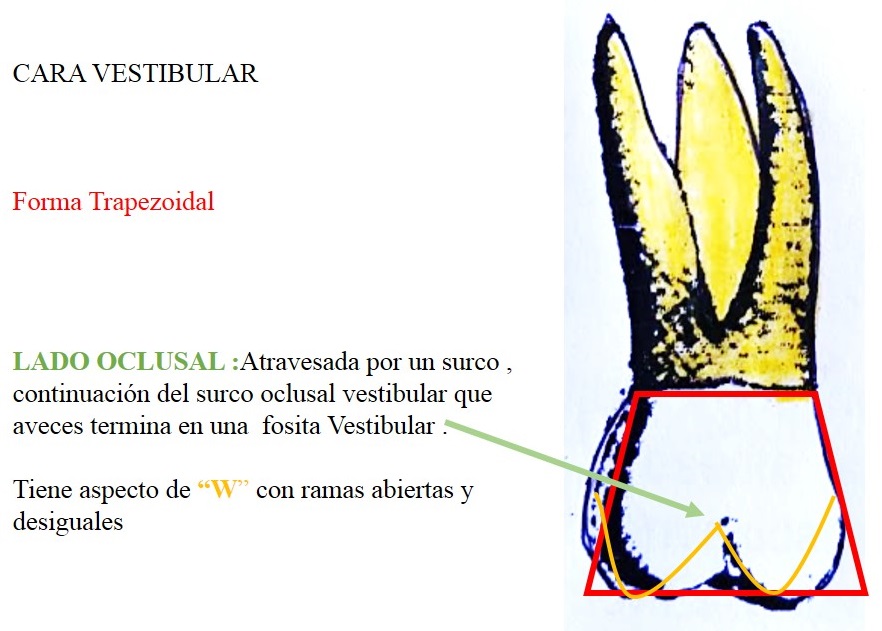 CARA VESTIBULAR
Forma Trapezoidal
LADO OCLUSAL :Atravesada por un surco ,
continuación del surco oclusal vestibular que
aveces termina en una fosita Vestibular .
Tiene aspecto de “W” con ramas abiertas y
desiguales